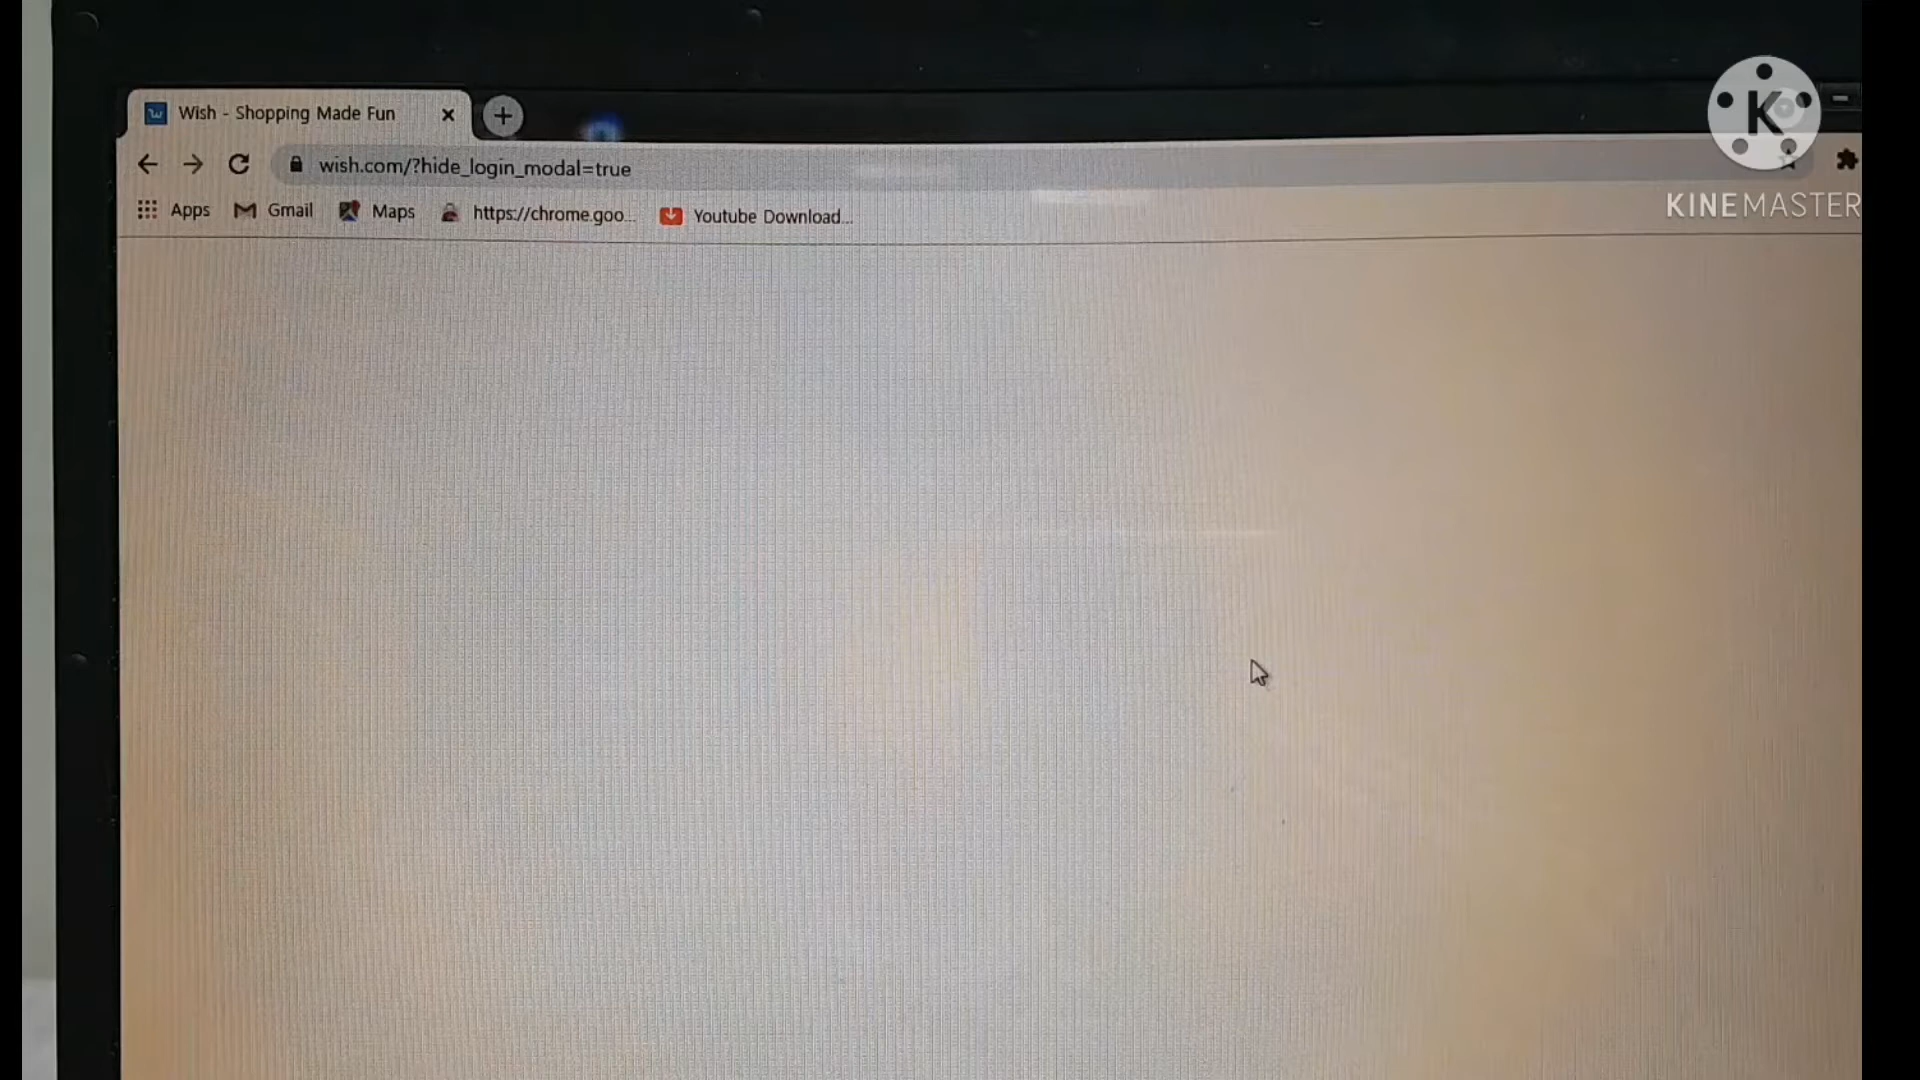 Wish - Shopping Made Fun
wish.com/?hide_login_modal=true
Apps Gmail Maps https://chrome.goo... Youtube Download...
K
KINEMASTER